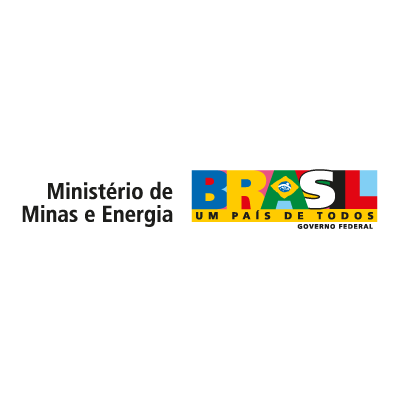 Ministério de
Minas e Energia
BRASIL
UM PAÍS DE TODOS
GOVERNO FEDERAL